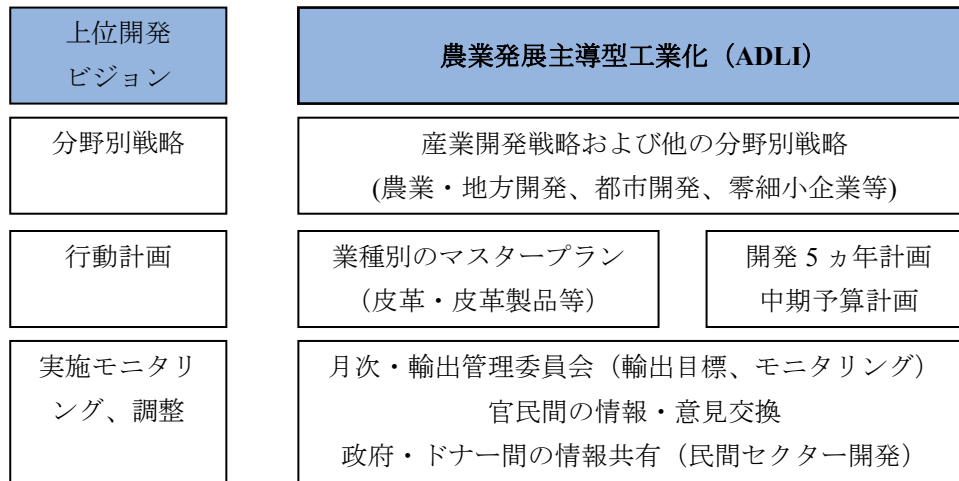 上位開発
ビジョン
農業発展主導型工業化（ADLI）
分野別戦略
産業開発戦略および他の分野別戦略
(農業・地方開発、都市開発、零細小企業等)
行動計画
業種別のマスタープラン
（皮革・皮革製品等）
開発 5 ヵ年計画
中期予算計画
実施モニタリ
ング、調整
月次・輸出管理委員会（輸出目標、モニタリング）
官民間の情報・意見交換
政府・ドナー間の情報共有（民間セクター開発）